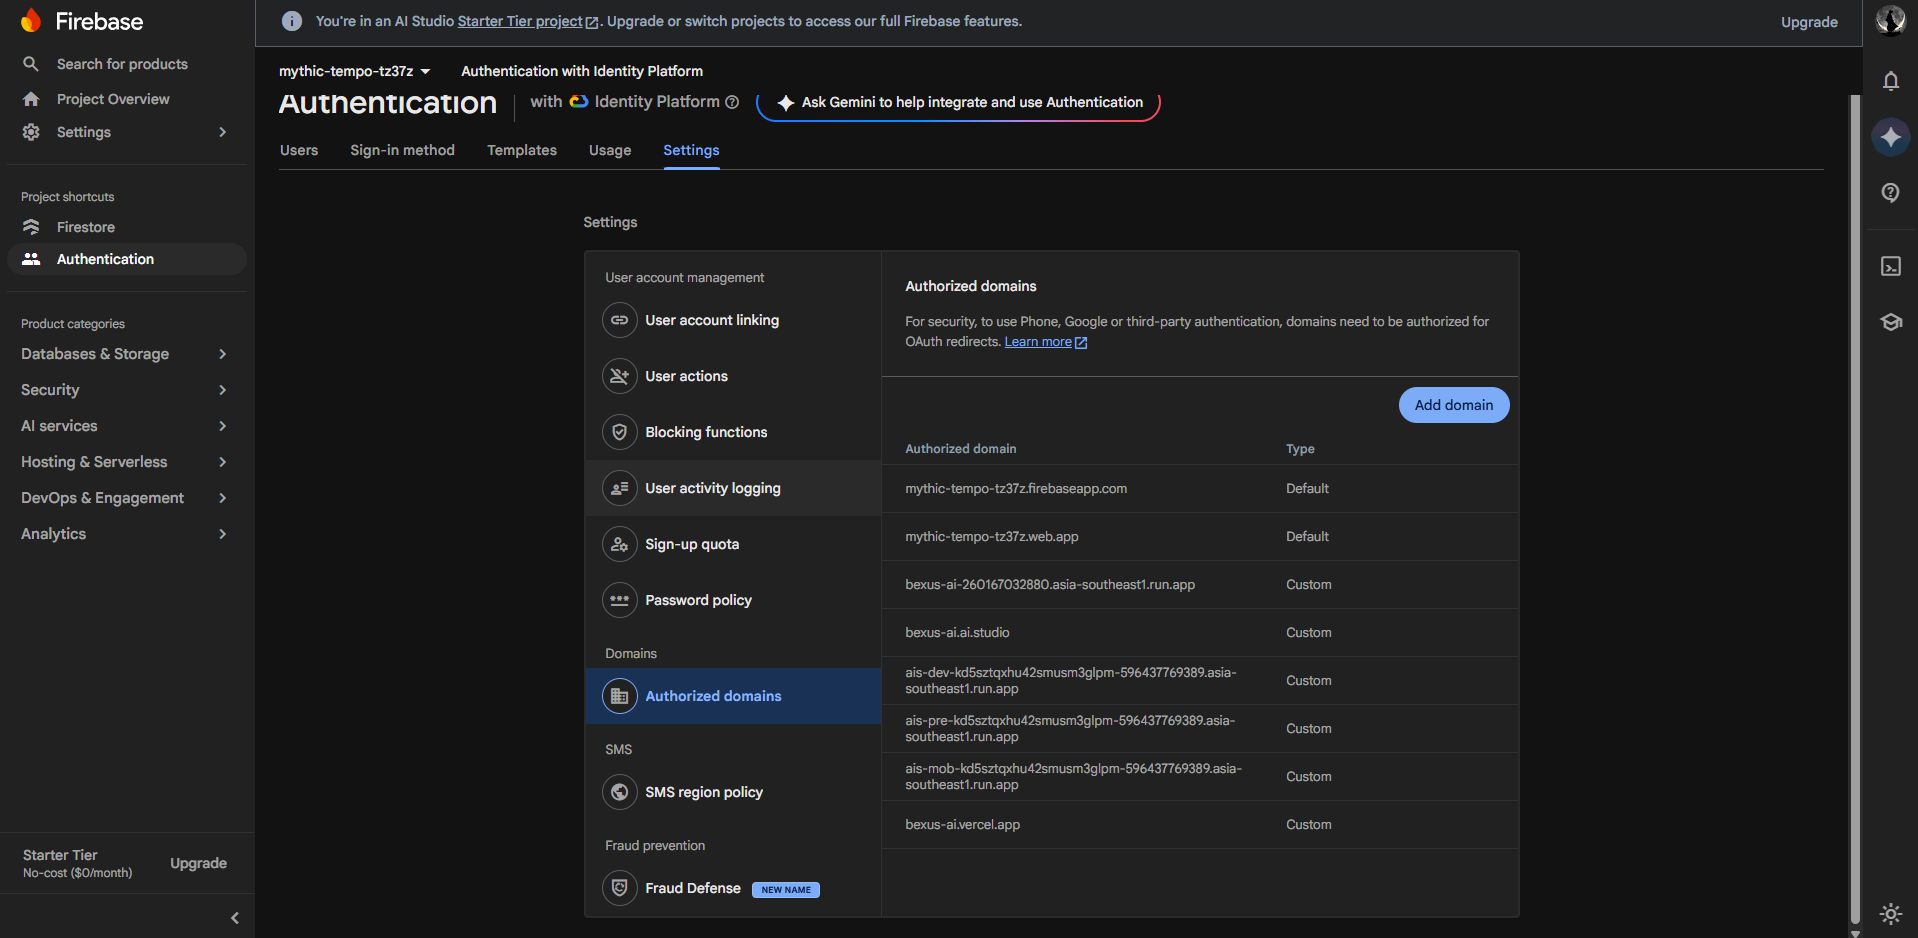 Firebase
Search for products
Project Overview
Settings
Project shortcuts
Firestore
Authentication
Product categories
Databases & Storage
Security
AI services
Hosting & Serverless
DevOps & Engagement
Analytics
Starter Tier
No-cost ($0/month)
Upgrade
You're in an AI Studio Starter Tier project. Upgrade or switch projects to access our full Firebase features.
Upgrade
mythic-tempo-tz37z
Authentication with Identity Platform
Authentication
with Identity Platform
Ask Gemini to help integrate and use Authentication
Users
Sign-in method
Templates
Usage
Settings
Settings
User account management
User account linking
User actions
Blocking functions
User activity logging
Sign-up quota
Password policy
Domains
Authorized domains
SMS
SMS region policy
Fraud prevention
Fraud Defense NEW NAME
Authorized domains
For security, to use Phone, Google or third-party authentication, domains need to be authorized for
OAuth redirects. Learn more
Add domain
Authorized domain Type
mythic-tempo-tz37z.firebaseapp.com Default
mythic-tempo-tz37z.web.app Default
bexus-ai-260167032880.asia-southeast1.run.app Custom
bexus-ai.ai.studio Custom
ais-dev-kd5sztqxhu42smusm3glpm-596437769389.asia-
southeast1.run.app Custom
ais-pre-kd5sztqxhu42smusm3glpm-596437769389.asia-
southeast1.run.app Custom
ais-mob-kd5sztqxhu42smusm3glpm-596437769389.asia-
southeast1.run.app Custom
bexus-ai.vercel.app Custom